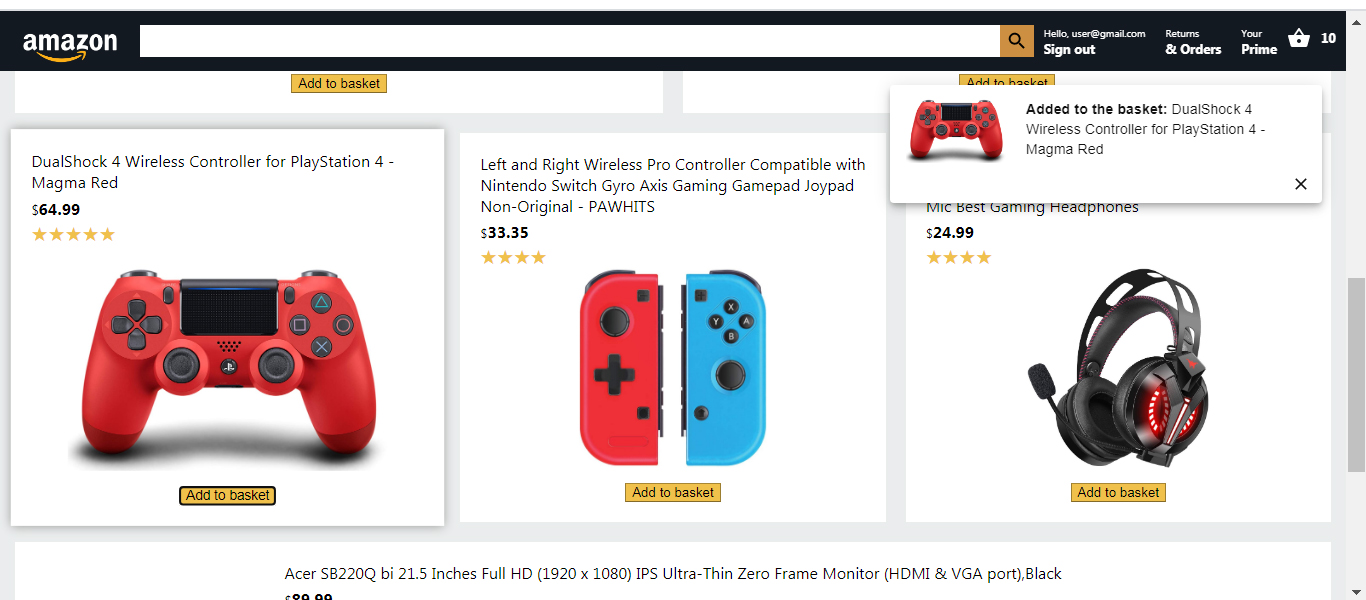 amazon
Hello, user@gmail.com
Sign out
Returns
& Orders
Your
Prime
10
Add to basket
Add to basket
Added to the basket: DualShock 4
Wireless Controller for PlayStation 4 -
Magma Red
DualShock 4 Wireless Controller for PlayStation 4 -
Magma Red
$64.99
Add to basket
Left and Right Wireless Pro Controller Compatible with
Nintendo Switch Gyro Axis Gaming Gamepad Joypad
Non-Original - PAWHITS
$33.35
X
Y A
B
Add to basket
Mic Best Gaming Headphones
$24.99
Add to basket
Acer SB220Q bi 21.5 Inches Full HD (1920 x 1080) IPS Ultra-Thin Zero Frame Monitor (HDMI & VGA port),Black
$89.99